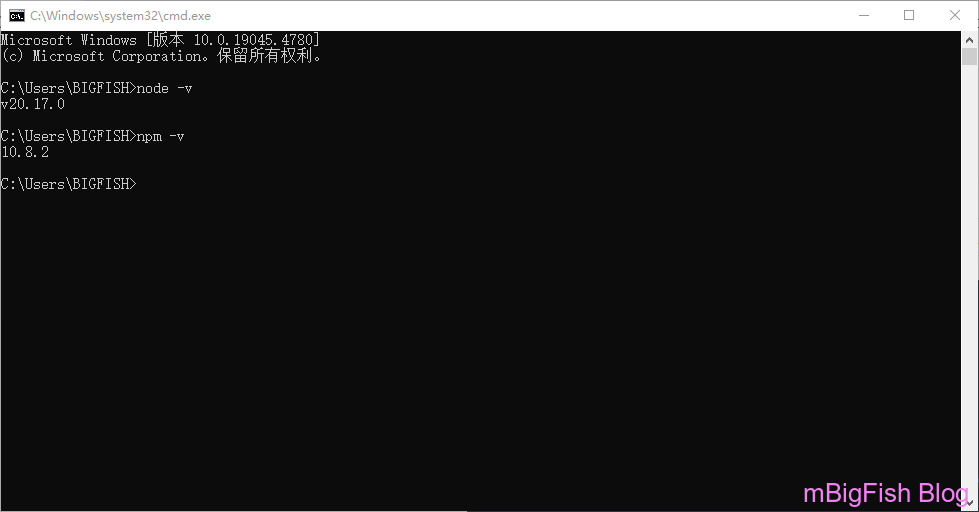 C:\Windows\system32\cmd.exe
Microsoft Windows [版本 10.0.19045.4780]
(c) Microsoft Corporation。保留所有权利。
C:\Users\BIGFISH>node -v
v20.17.0
C:\Users\BIGFISH>npm -v
10.8.2
C:\Users\BIGFISH>
mBigFish Blog